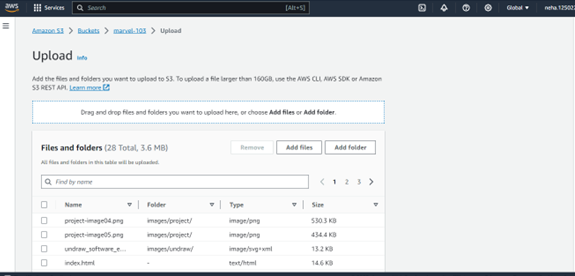 aws Services Search [Alt+S] Global neha.12502
Amazon S3 > Buckets > marvel-103 > Upload
Upload Info
Add the files and folders you want to upload to S3. To upload a file larger than 160GB, use the AWS CLI, AWS SDK or Amazon
S3 REST API. Learn more
Drag and drop files and folders you want to upload here, or choose Add files or Add folder.
Files and folders (28 Total, 3.6 MB) Remove Add files Add folder
All files and folders in this table will be uploaded.
Find by name < 1 2 3 >
Name Folder Type Size
project-image04.png images/project/ image/png 530.3 KB
project-image05.png images/project/ image/png 434.4 KB
undraw_software_e... images/undraw/ image/svg+xml 13.2 KB
index.html - text/html 14.6 KB